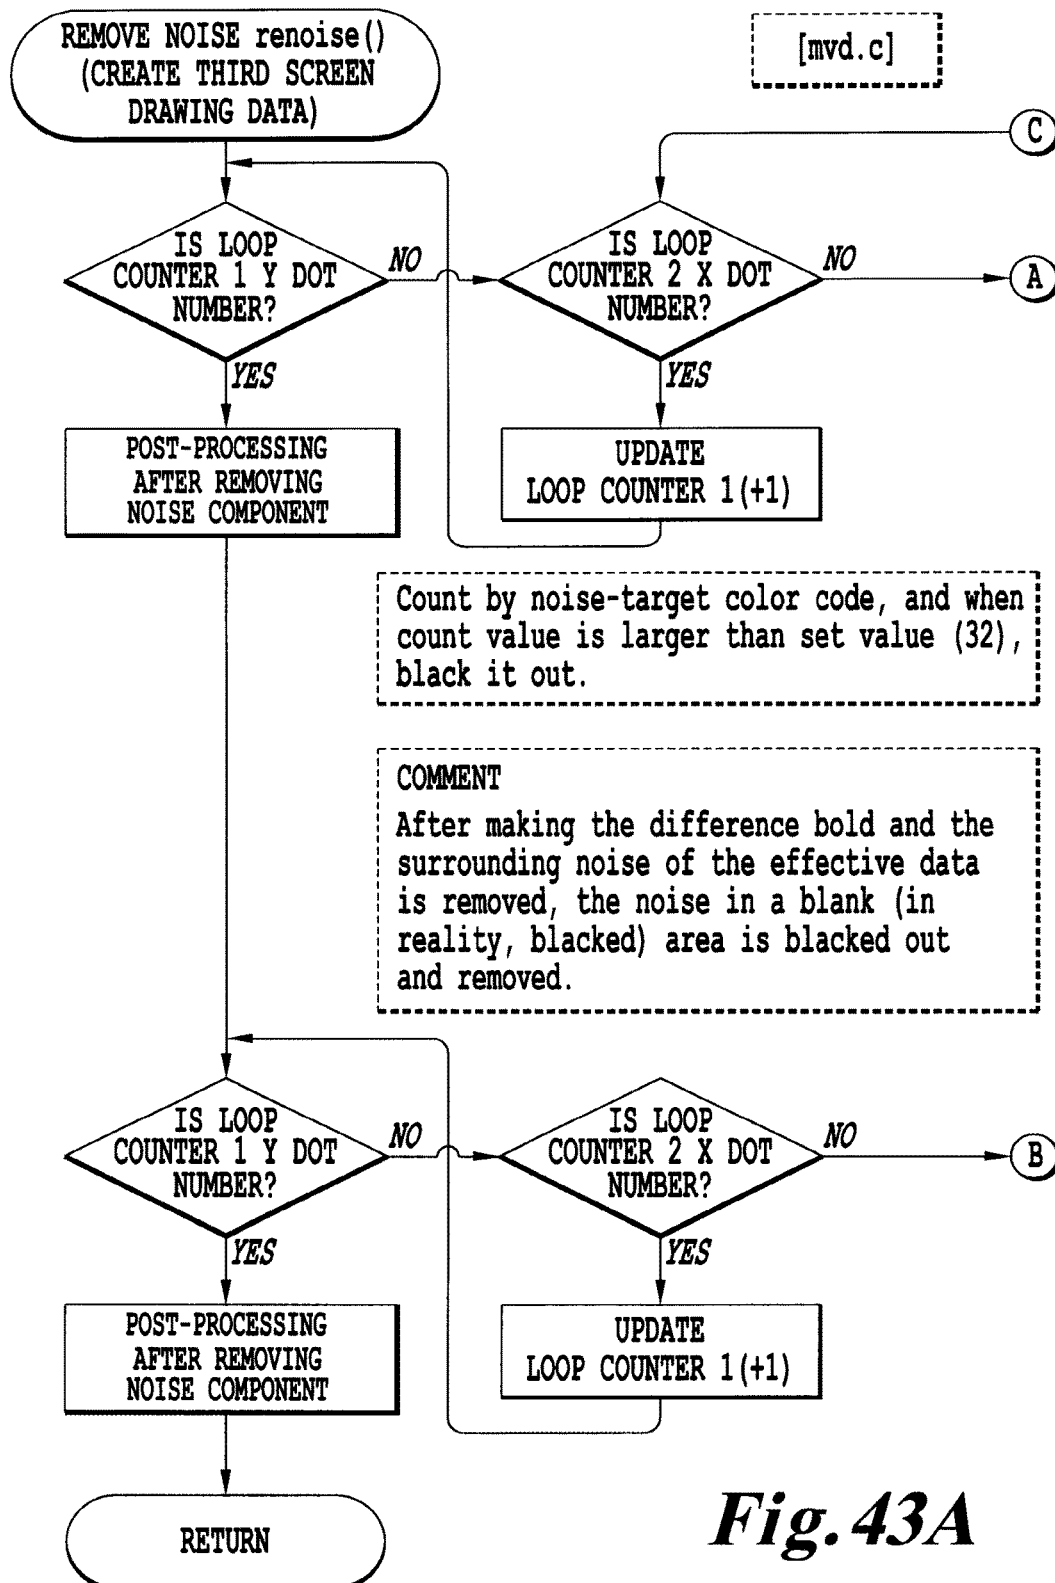 REMOVE NOISE renoise()
(CREATE THIRD SCREEN
DRAWING DATA)
[mvd.c]
C
IS LOOP
COUNTER 1 Y DOT
NUMBER?
NO
IS LOOP
COUNTER 2 X DOT
NUMBER?
NO
A
YES
YES
POST-PROCESSING
AFTER REMOVING
NOISE COMPONENT
UPDATE
LOOP COUNTER 1(+1)
Count by noise-target color code, and when
count value is larger than set value (32),
black it out.
COMMENT
After making the difference bold and the
surrounding noise of the effective data
is removed, the noise in a blank (in
reality, blacked) area is blacked out
and removed.
IS LOOP
COUNTER 1 Y DOT
NUMBER?
NO
IS LOOP
COUNTER 2 X DOT
NUMBER?
NO
B
YES
YES
POST-PROCESSING
AFTER REMOVING
NOISE COMPONENT
UPDATE
LOOP COUNTER 1(+1)
RETURN
Fig. 43A